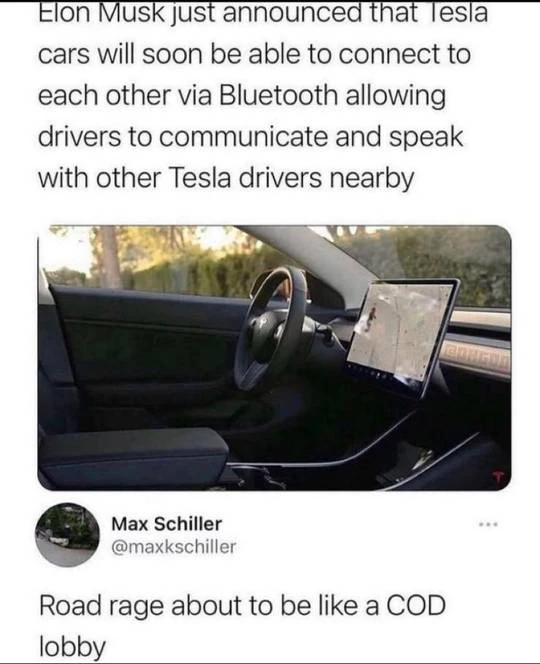 Elon Musk just announced that Tesla
cars will soon be able to connect to
each other via Bluetooth allowing
drivers to communicate and speak
with other Tesla drivers nearby
Max Schiller
@maxkschiller
Road rage about to be like a COD
lobby